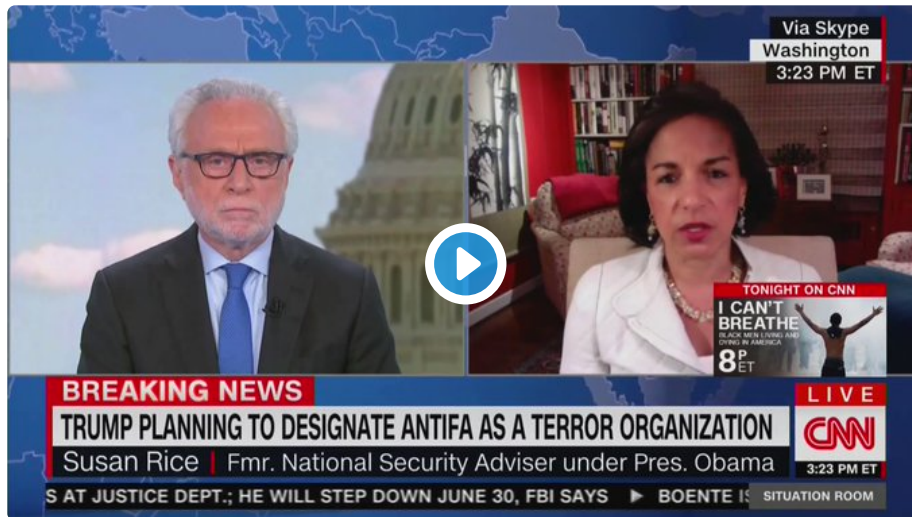 Via Skype
Washington
3:23 PM ET
TONIGHT ON CNN
I CAN'T
BREATHE
BLACK MEN LIVING AND
DYING IN AMERICA
8P
ET
BREAKING NEWS
TRUMP PLANNING TO DESIGNATE ANTIFA AS A TERROR ORGANIZATION
Susan Rice | Fmr. National Security Adviser under Pres. Obama
LIVE
CNN
3:23 PM ET
S AT JUSTICE DEPT.; HE WILL STEP DOWN JUNE 30, FBI SAYS ▶ BOENTE IS
SITUATION ROOM